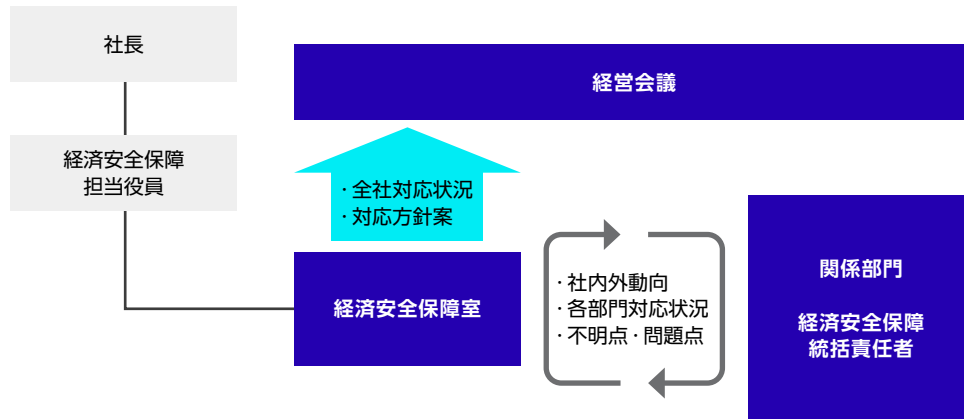 社長
経営会議
経済安全保障
担当役員
・全社対応状況
・対応方針案
経済安全保障室
・社内外動向
・各部門対応状況
・不明点・問題点
関係部門
経済安全保障
統括責任者